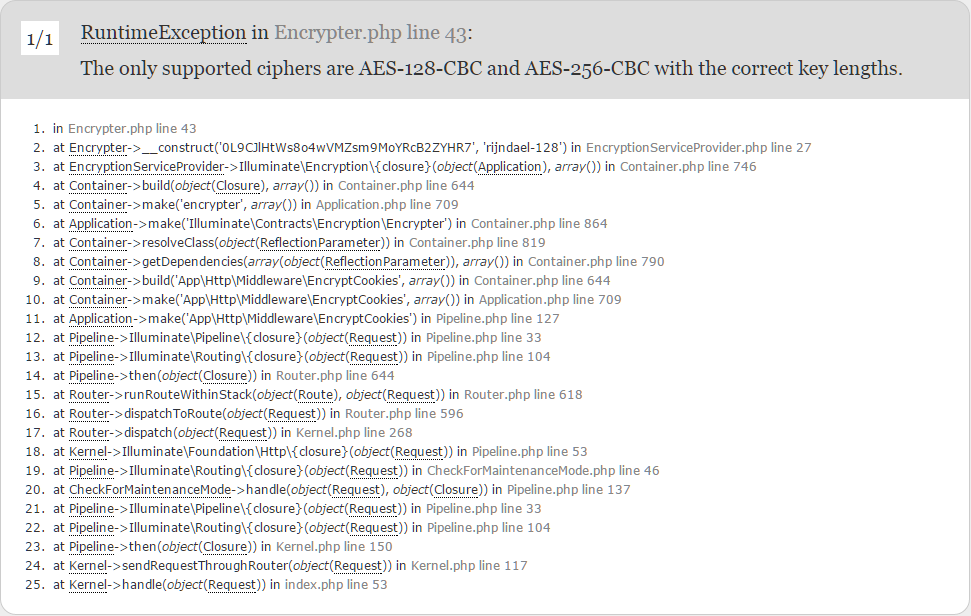 1/1
RuntimeException in Encrypter.php line 43:
The only supported ciphers are AES-128-CBC and AES-256-CBC with the correct key lengths.
1. in Encrypter.php line 43
2. at Encrypter->__construct('0L9CJlHtWs8o4wVMZsm9MoYRcB2ZYHR7', 'rijndael-128') in EncryptionServiceProvider.php line 27
3. at EncryptionServiceProvider->Illuminate\Encryption\{closure}(object(Application), array()) in Container.php line 746
4. at Container->build(object(Closure), array()) in Container.php line 644
5. at Container->make('encrypter', array()) in Application.php line 709
6. at Application->make('Illuminate\Contracts\Encryption\Encrypter') in Container.php line 864
7. at Container->resolveClass(object(ReflectionParameter)) in Container.php line 819
8. at Container->getDependencies(array(object(ReflectionParameter)), array()) in Container.php line 790
9. at Container->build('App\Http\Middleware\EncryptCookies', array()) in Container.php line 644
10. at Container->make('App\Http\Middleware\EncryptCookies', array()) in Application.php line 709
11. at Application->make('App\Http\Middleware\EncryptCookies') in Pipeline.php line 127
12. at Pipeline->Illuminate\Pipeline\{closure}(object(Request)) in Pipeline.php line 33
13. at Pipeline->Illuminate\Routing\{closure}(object(Request)) in Pipeline.php line 104
14. at Pipeline->then(object(Closure)) in Router.php line 644
15. at Router->runRouteWithinStack(object(Route), object(Request)) in Router.php line 618
16. at Router->dispatchToRoute(object(Request)) in Router.php line 596
17. at Router->dispatch(object(Request)) in Kernel.php line 268
18. at Kernel->Illuminate\Foundation\Http\{closure}(object(Request)) in Pipeline.php line 53
19. at Pipeline->Illuminate\Routing\{closure}(object(Request)) in CheckForMaintenanceMode.php line 46
20. at CheckForMaintenanceMode->handle(object(Request), object(Closure)) in Pipeline.php line 137
21. at Pipeline->Illuminate\Pipeline\{closure}(object(Request)) in Pipeline.php line 33
22. at Pipeline->Illuminate\Routing\{closure}(object(Request)) in Pipeline.php line 104
23. at Pipeline->then(object(Closure)) in Kernel.php line 150
24. at Kernel->sendRequestThroughRouter(object(Request)) in Kernel.php line 117
25. at Kernel->handle(object(Request)) in index.php line 53